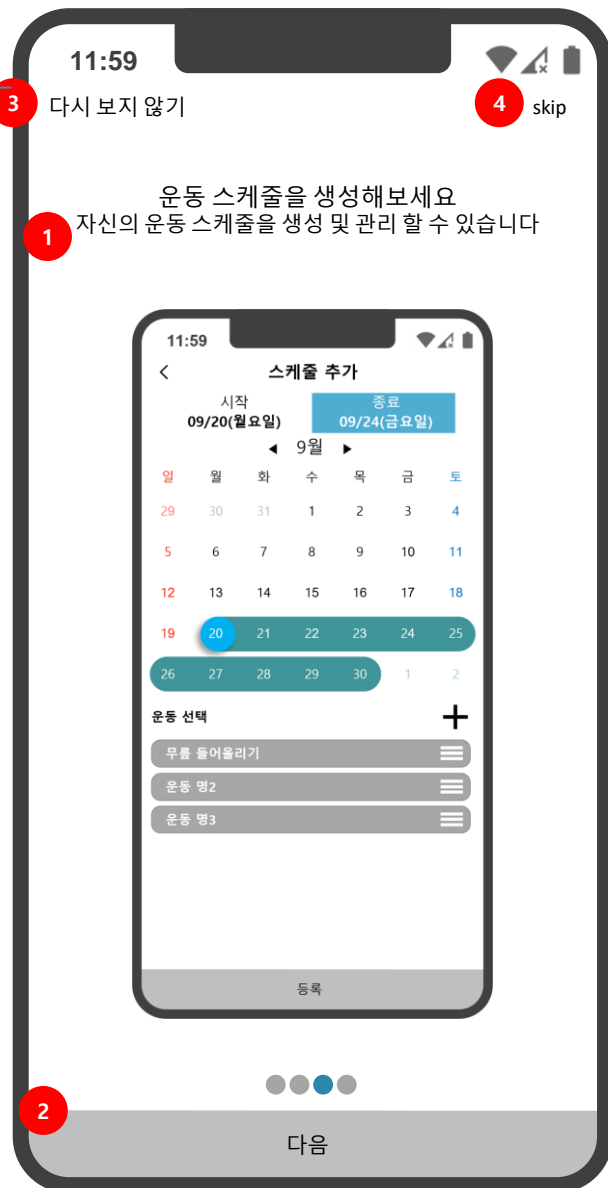 11:59
3 다시 보지 않기
4 skip
운동 스케줄을 생성해보세요
1 자신의 운동 스케줄을 생성 및 관리 할 수 있습니다
11:59
스케줄 추가
시작 종료
09/20(월요일) 09/24(금요일)
9월
일 월 화 수 목 금 토
29 30 31 1 2 3 4
5 6 7 8 9 10 11
12 13 14 15 16 17 18
19 20 21 22 23 24 25
26 27 28 29 30 1 2
운동 선택
무릎 들어올리기
운동 명2
운동 명3
등록
2
다음